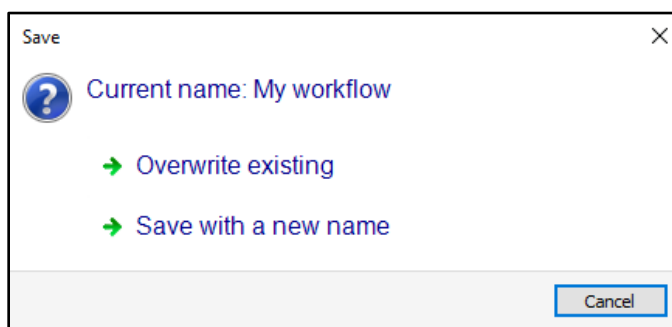 Save
Current name: My workflow
Overwrite existing
Save with a new name
Cancel